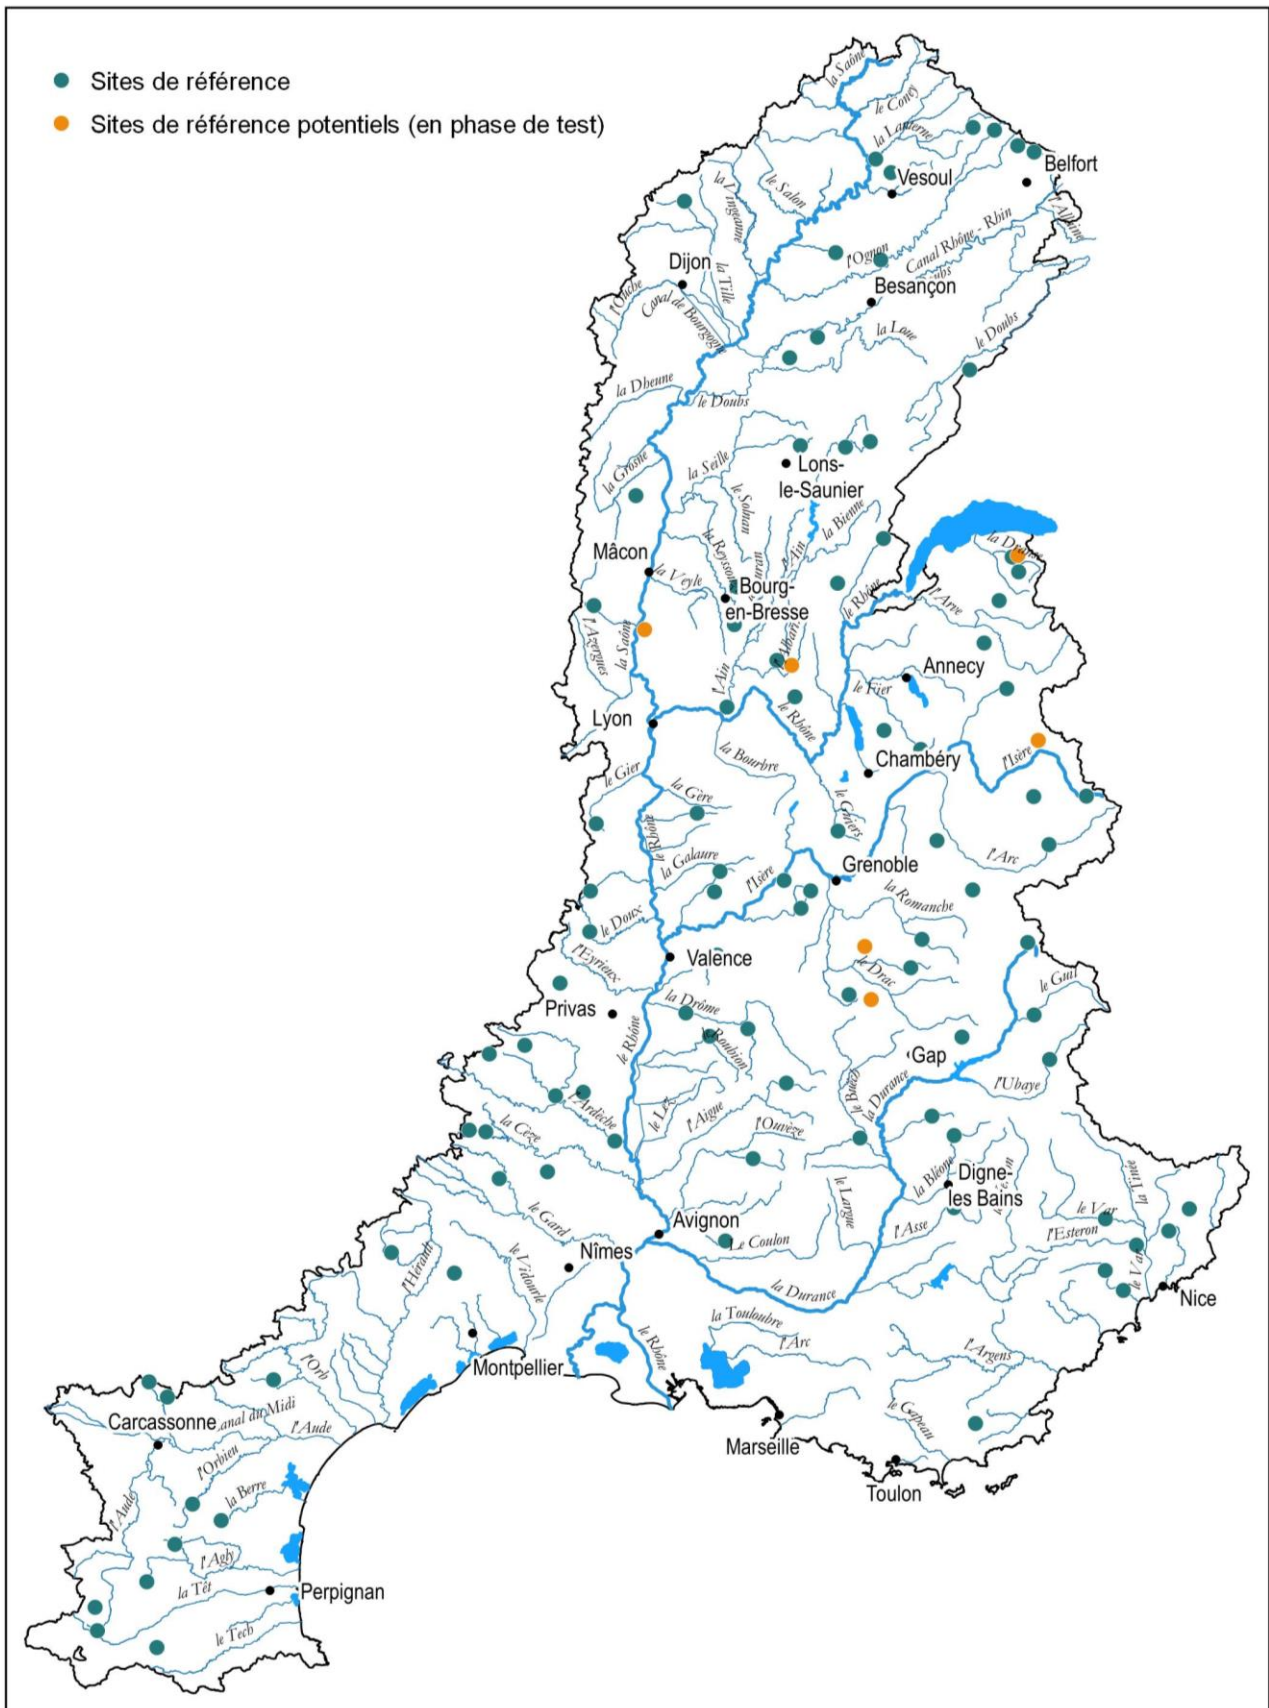 Sites de référence
Sites de référence potentiels (en phase de test)
la Saône
le Coney
la Lanterne
Belfort
Vesoul
la Vingeanne
le Salon
l'Allaine
l'Ognon
Canal Rhône - Rhin
Dijon
la Tille
Besançon
l'Ouche
Canal de Bourgogne
la Loue
le Doubs
la Dheune
le Doubs
la Grosne
la Seille
Lons-
le-Saunier
le Solnan
la Bienne
Mâcon
la Reyssouze
l'Ain
la Dranse
la Veyle
Bourg-
en-Bresse
le Rhône
l'Arve
l'Azergues
la Saône
l'Albarine
l'Ain
Annecy
le Fier
Lyon
le Rhône
la Bourbre
Chambéry
l'Isère
le Gier
la Gère
le Guiers
le Rhône
la Galaure
l'Isère
Grenoble
l'Arc
la Romanche
le Doux
l'Eyrieux
Valence
le Drac
le Guil
Privas
la Drôme
le Roubion
le Rhône
Gap
l'Ubaye
le Buëch
la Durance
l'Ardèche
le Lez
l'Aigue
l'Ouvèze
la Cèze
la Bléone
Digne-
les Bains
la Tinée
le Largue
le Gard
Avignon
Le Coulon
l'Asse
le Var
l'Esteron
Nîmes
l'Hérault
le Vidourle
le Var
la Durance
Nice
la Touloubre
l'Arc
le Rhône
l'Argens
l'Orb
Montpellier
Carcassonne
anal du Midi
l'Aude
le Gapeau
Marseille
l'Orbieu
Toulon
la Berre
l'Aude
l'Agly
la Têt
Perpignan
le Tech